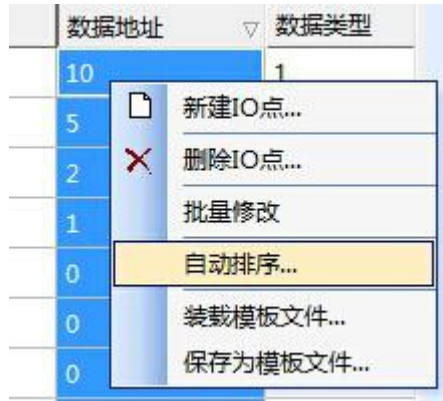 数据地址 数据类型
10 1
5 新建IO点...
2 删除IO点...
1 批量修改
0 自动排序...
0 装载模板文件...
0 保存为模板文件...